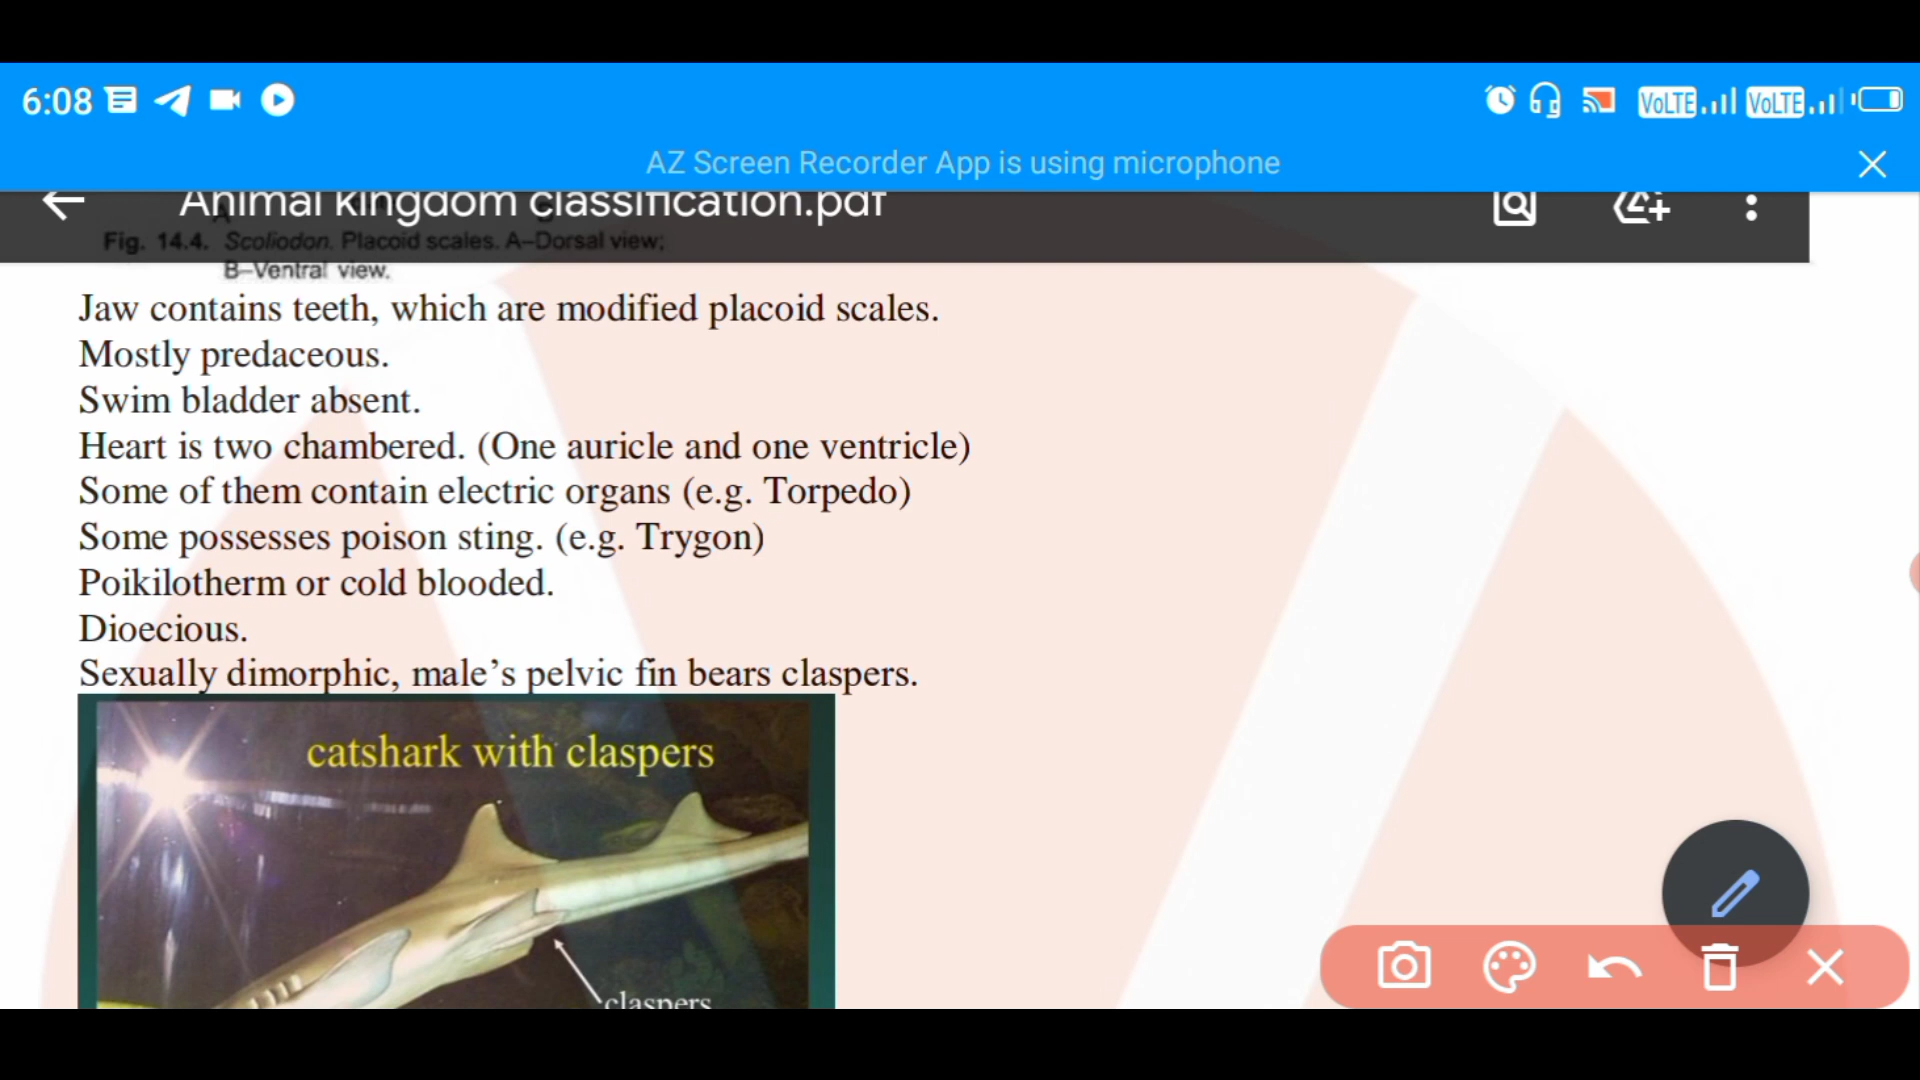 6:08 VoLTE VoLTE
AZ Screen Recorder App is using microphone
Animal kingdom classification.pdf
Fig. 14.4. Scoliodon. Placoid scales. A–Dorsal view;
B–Ventral view.
Jaw contains teeth, which are modified placoid scales.
Mostly predaceous.
Swim bladder absent.
Heart is two chambered. (One auricle and one ventricle)
Some of them contain electric organs (e.g. Torpedo)
Some possesses poison sting. (e.g. Trygon)
Poikilotherm or cold blooded.
Dioecious.
Sexually dimorphic, male’s pelvic fin bears claspers.
catshark with claspers
claspers